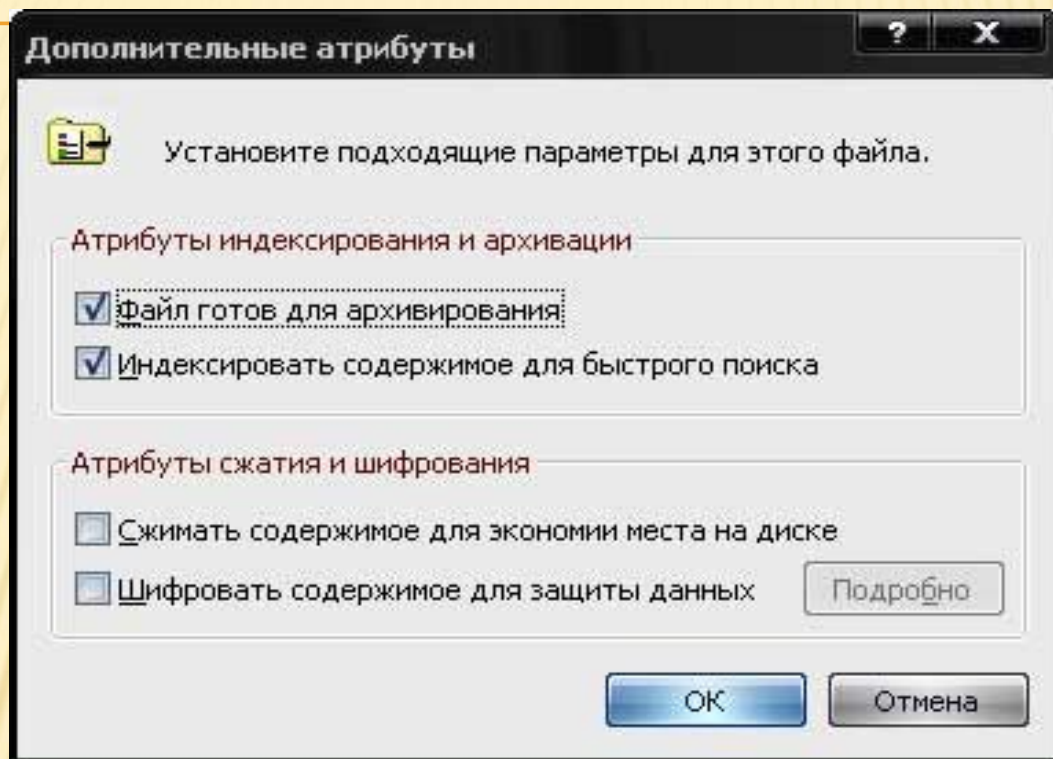 Дополнительные атрибуты
? X
Установите подходящие параметры для этого файла.
Атрибуты индексирования и архивации
Файл готов для архивирования
Индексировать содержимое для быстрого поиска
Атрибуты сжатия и шифрования
Сжимать содержимое для экономии места на диске
Шифровать содержимое для защиты данных
Подробно
ОК
Отмена